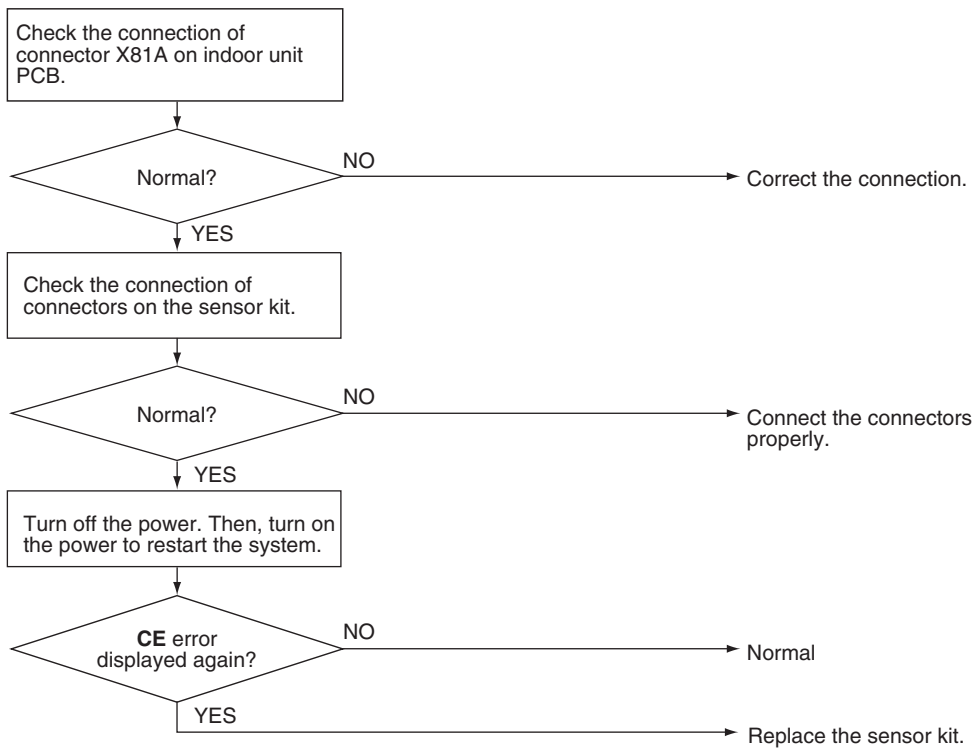 Check the connection of
connector X81A on indoor unit
PCB.
Normal?
NO
Correct the connection.
YES
Check the connection of
connectors on the sensor kit.
Normal?
NO
Connect the connectors
properly.
YES
Turn off the power. Then, turn on
the power to restart the system.
CE error
displayed again?
NO
Normal
YES
Replace the sensor kit.